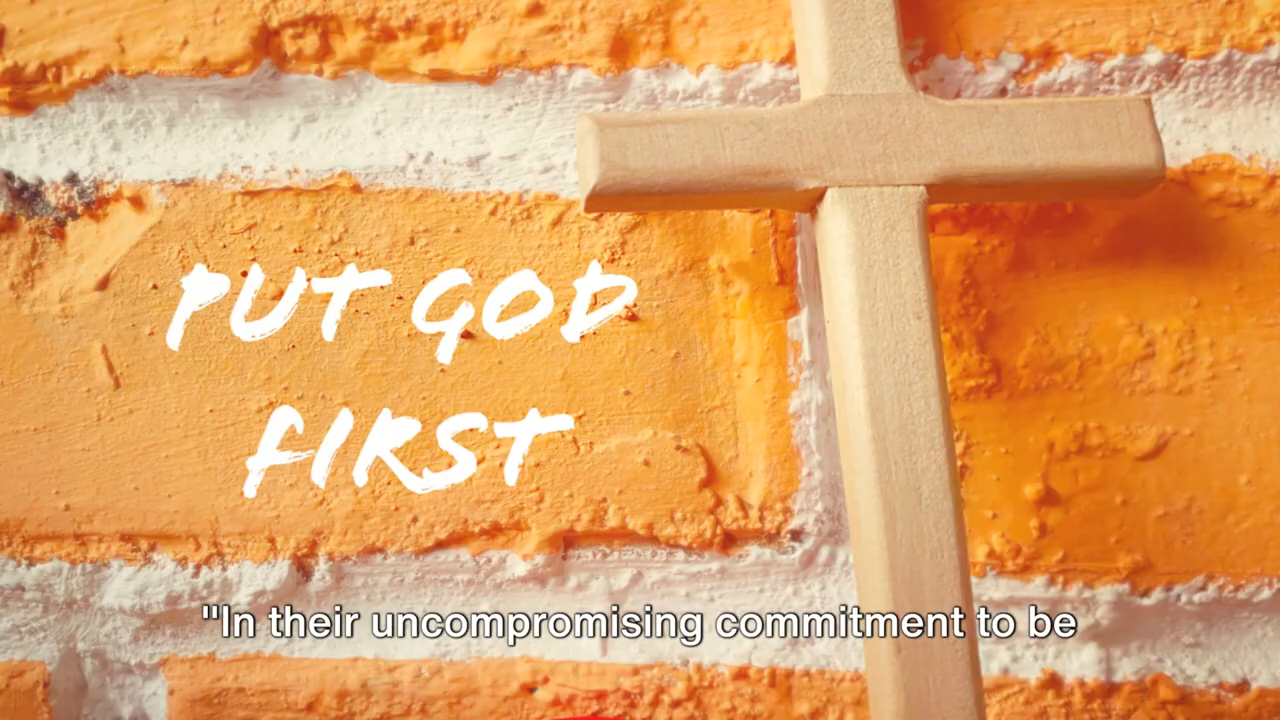 PUT GOD
FIRST
"In their uncompromising commitment to be